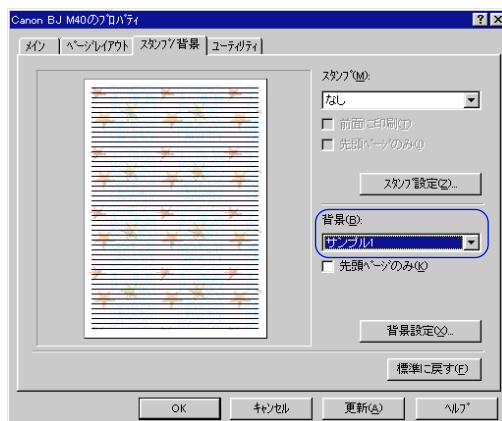 Canon BJ M40のﾌﾟﾛﾊﾟﾃｨ
ﾒｲﾝ ﾍﾟｰｼﾞﾚｲｱｳﾄ ｽﾀﾝﾌﾟ/背景 ﾕｰﾃｨﾘﾃｨ
ｽﾀﾝﾌﾟ(M):
なし
前面に印刷(T)
先頭ﾍﾟｰｼﾞのみ(I)
ｽﾀﾝﾌﾟ設定(Z)...
背景(B):
サンプル1
先頭ﾍﾟｰｼﾞのみ(K)
背景設定(X)...
標準に戻す(F)
OK ｷｬﾝｾﾙ 更新(A) ﾍﾙﾌﾟ